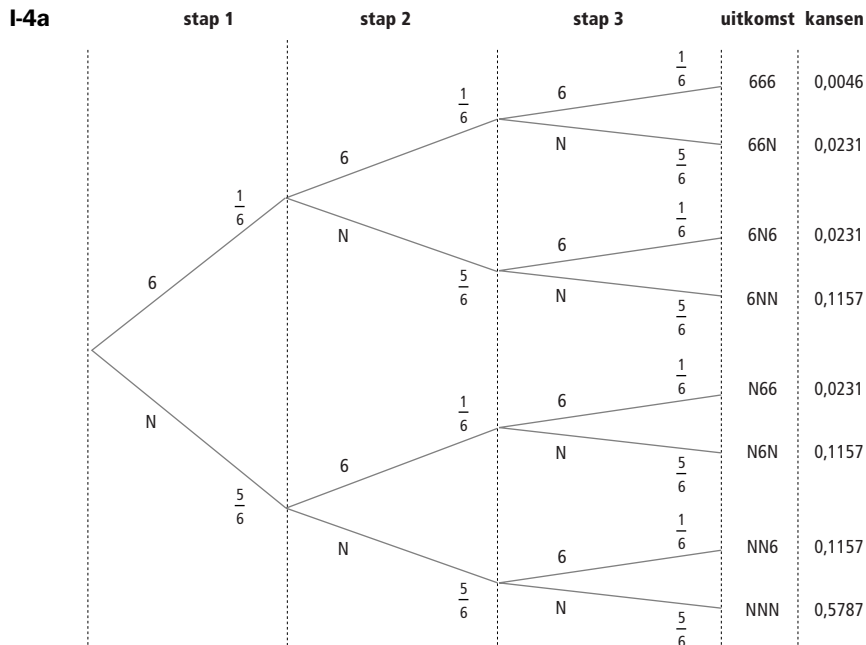 I-4a stap 1 stap 2 stap 3 uitkomst kansen
1/6
6 666 0,0046
1/6
6 N 66N 0,0231
5/6
1/6 1/6
N 6 6N6 0,0231
6 5/6 N 6NN 0,1157
5/6
1/6
N 1/6 6 N66 0,0231
6 N N6N 0,1157
5/6 5/6
1/6
N 6 NN6 0,1157
5/6 N NNN 0,5787
5/6